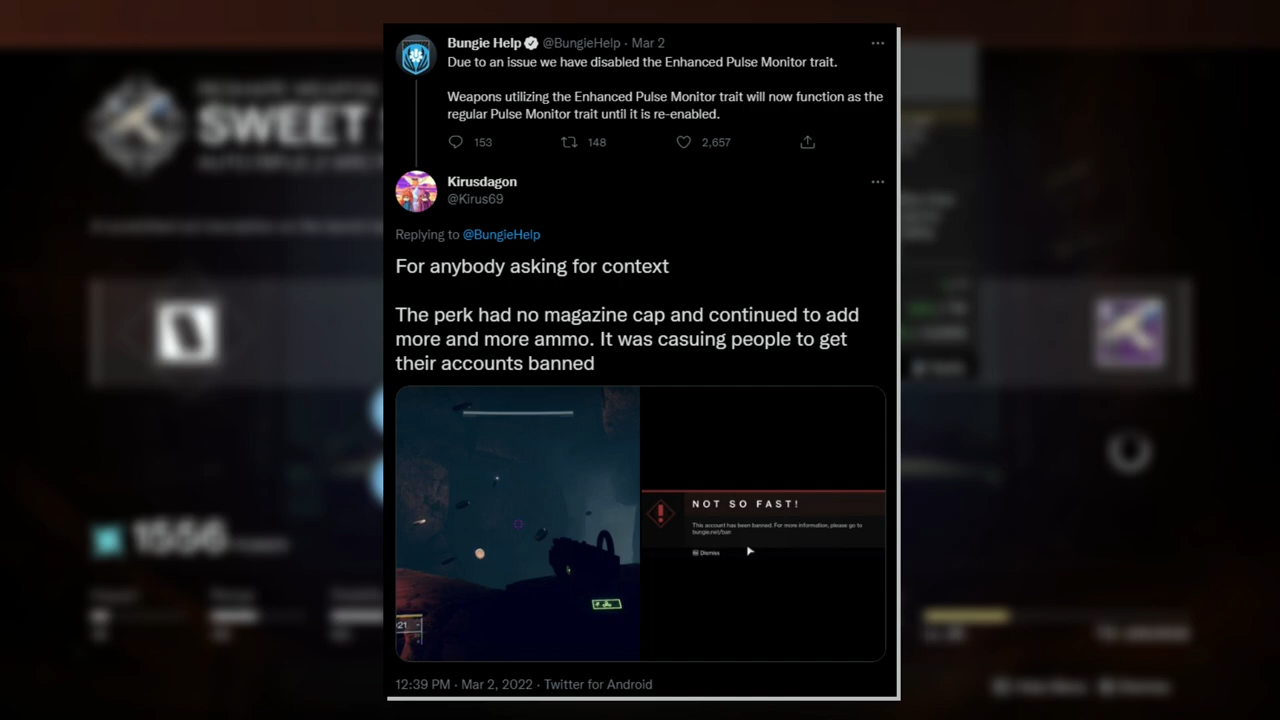 Bungie Help @BungieHelp · Mar 2
Due to an issue we have disabled the Enhanced Pulse Monitor trait.
Weapons utilizing the Enhanced Pulse Monitor trait will now function as the
regular Pulse Monitor trait until it is re-enabled.
153 148 2,657
Kirusdagon
@Kirus69
Replying to @BungieHelp
For anybody asking for context
The perk had no magazine cap and continued to add
more and more ammo. It was casuing people to get
their accounts banned
NOT SO FAST!
This account has been banned. For more information, please go to
bungie.net/ban
Dismiss
21
12:39 PM · Mar 2, 2022 · Twitter for Android
RESHAPE WEAPON
SWEET
1556